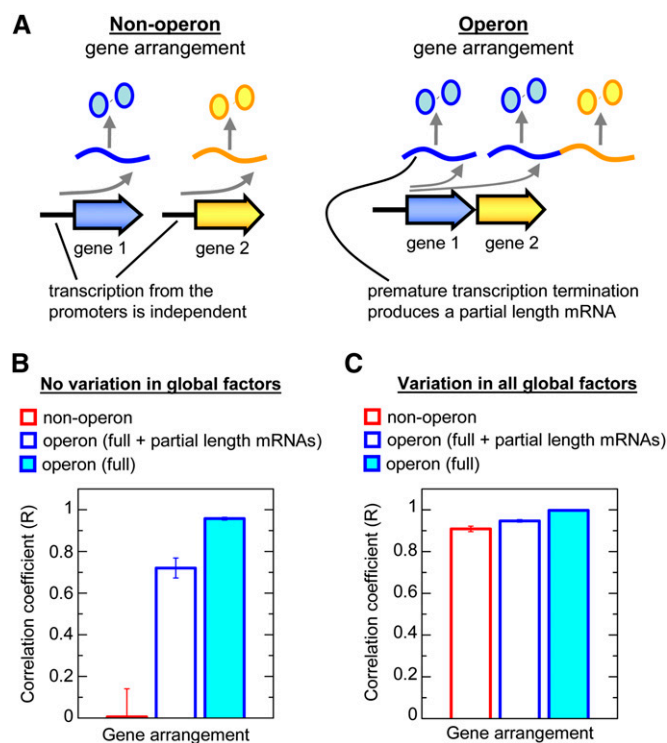 A
Non-operon
gene arrangement
Operon
gene arrangement
gene 1
gene 2
gene 1
gene 2
transcription from the
promoters is independent
premature transcription termination
produces a partial length mRNA
B
No variation in global factors
non-operon
operon (full + partial length mRNAs)
operon (full)
Correlation coefficient (R)
1
0.8
0.6
0.4
0.2
0
Gene arrangement
C
Variation in all global factors
non-operon
operon (full + partial length mRNAs)
operon (full)
Correlation coefficient (R)
1
0.8
0.6
0.4
0.2
0
Gene arrangement